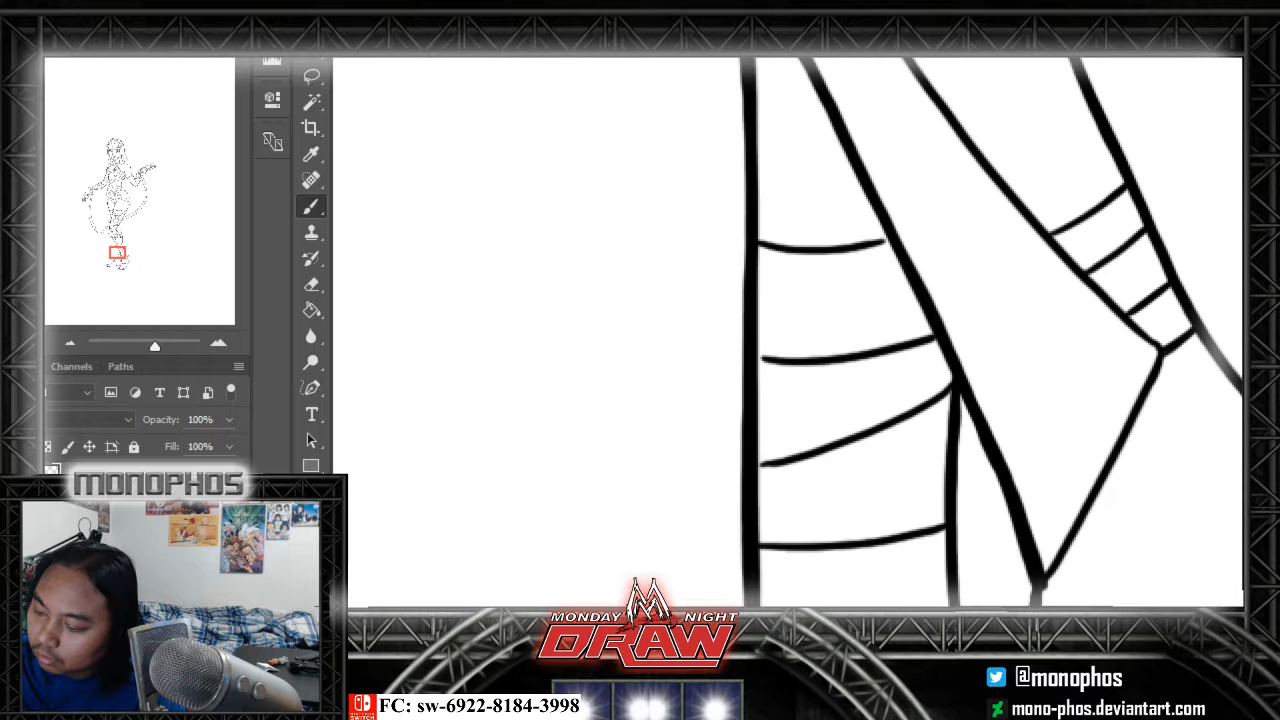 Channels Paths
T
Opacity: 100%
Fill: 100%
T
MONOPHOS
MONDAY NIGHT
DRAW
@monophos
FC: sw-6922-8184-3998
mono-phos.deviantart.com